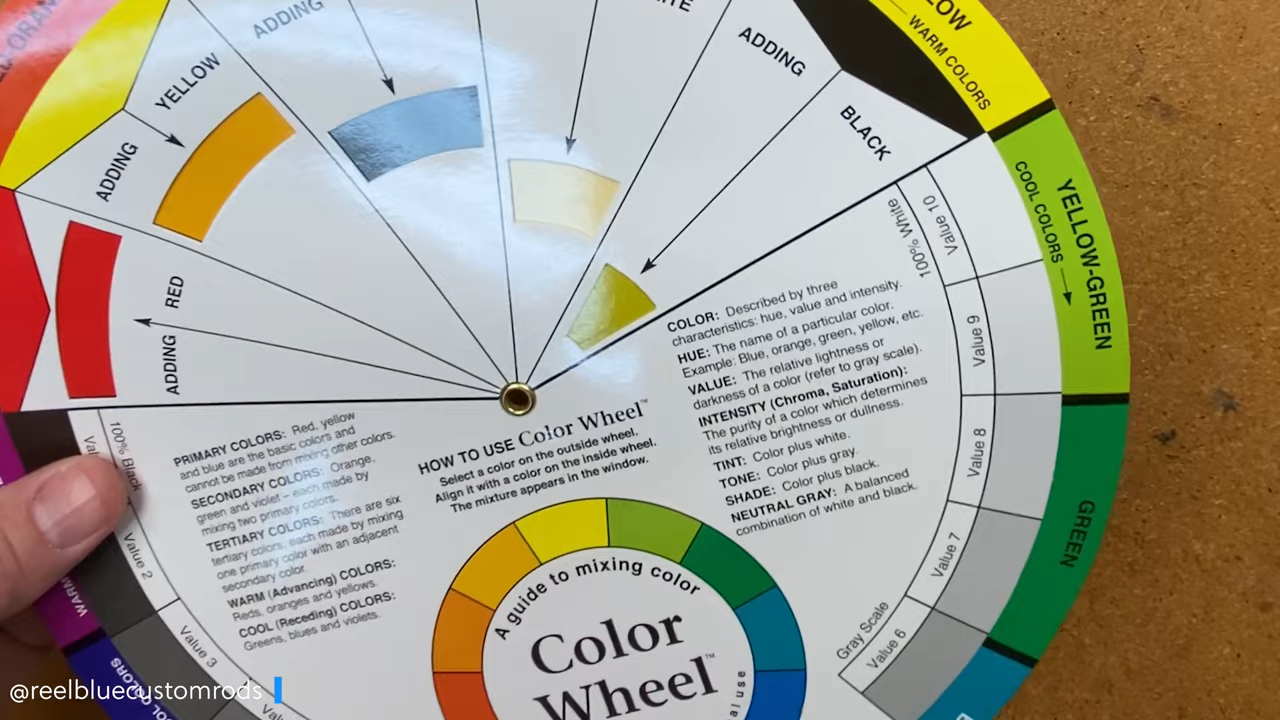 ADDING
RED
ADDING
YELLOW
ADDING
ADDING
BLACK
WARM COLORS
YELLOW-GREEN
COOL COLORS
GREEN
100% White
Value 10
Value 9
Value 8
Value 7
Value 6
Gray Scale
COLOR: Described by three
characteristics: hue, value and intensity.
HUE: The name of a particular color.
Example: Blue, orange, green, yellow, etc.
VALUE: The relative lightness or
darkness of a color (refer to gray scale).
INTENSITY (Chroma, Saturation):
The purity of a color which determines
its relative brightness or dullness.
TINT: Color plus white.
TONE: Color plus gray.
SHADE: Color plus black.
NEUTRAL GRAY: A balanced
combination of white and black.
HOW TO USE Color Wheel™
Select a color on the outside wheel.
Align it with a color on the inside wheel.
The mixture appears in the window.
PRIMARY COLORS: Red, yellow
and blue are the basic colors and
cannot be made from mixing other colors.
SECONDARY COLORS: Orange,
green and violet – each made by
mixing two primary colors.
TERTIARY COLORS: There are six
tertiary colors, each made by mixing
one primary color with an adjacent
secondary color.
WARM (Advancing) COLORS:
Reds, oranges and yellows.
COOL (Receding) COLORS:
Greens, blues and violets.
100% Black
Value 2
Value 3
WARM
A guide to mixing color
Color
Wheel™
@reelbluecustomrods